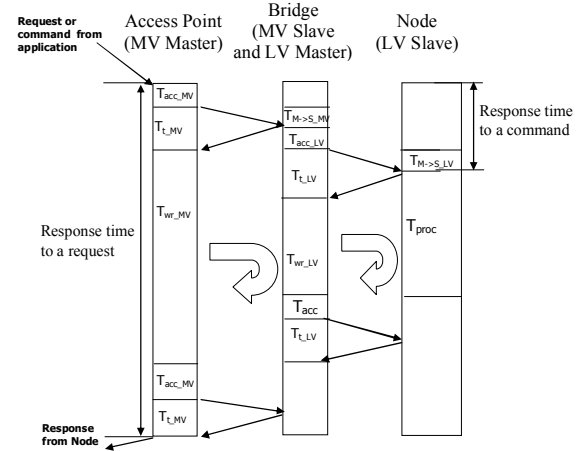 Request or
command from
application
Access Point
(MV Master)
Bridge
(MV Slave
and LV Master)
Node
(LV Slave)
Tacc_MV
Tt_MV
Twr_MV
Tacc_MV
Tt_MV
TM->S_MV
Tacc_LV
Tt_LV
Twr_LV
Tacc
Tt_LV
TM->S_LV
Tproc
Response time
to a command
Response time
to a request
Response
from Node